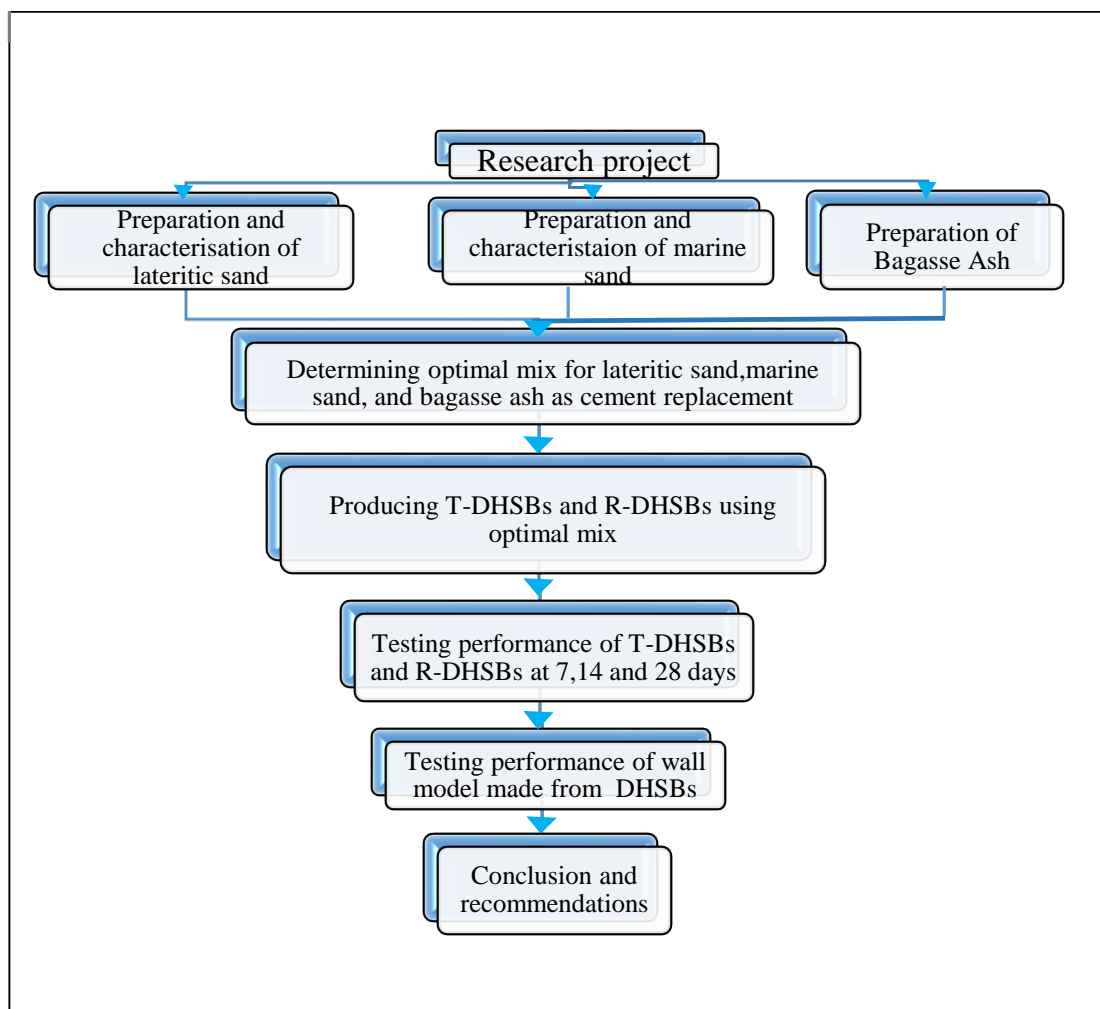 Research project
Preparation and
characterisation of
lateritic sand
Preparation and
characteristaion of marine
sand
Preparation of
Bagasse Ash
Determining optimal mix for lateritic sand,marine
sand, and bagasse ash as cement replacement
Producing T-DHSBs and R-DHSBs using
optimal mix
Testing performance of T-DHSBs
and R-DHSBs at 7,14 and 28 days
Testing performance of wall
model made from DHSBs
Conclusion and
recommendations